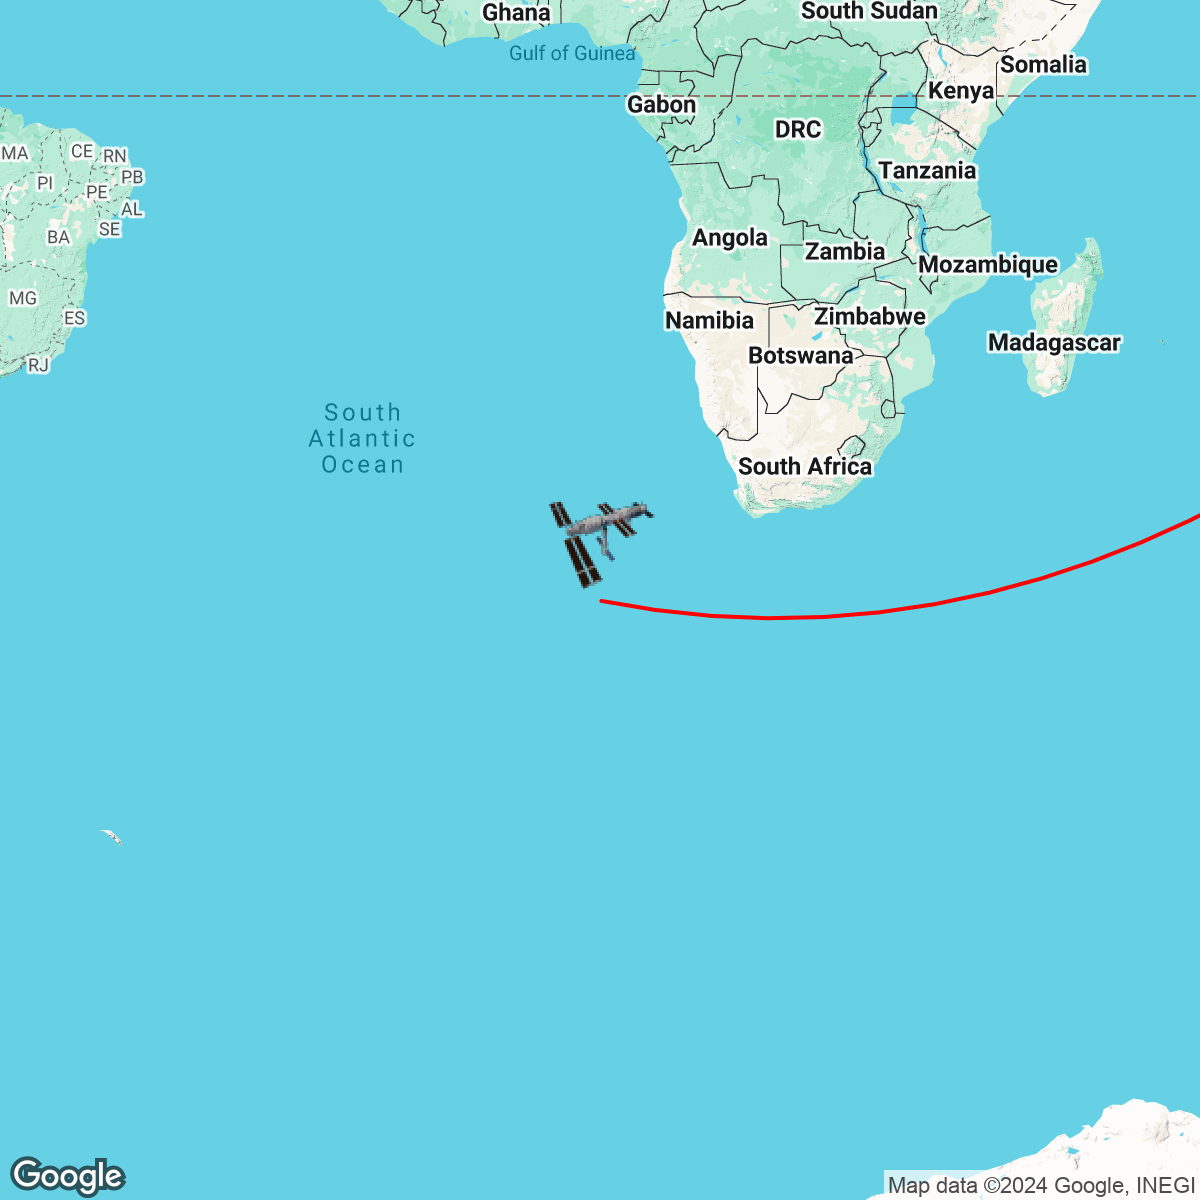 Ghana
South Sudan
Gulf of Guinea
Somalia
Kenya
Gabon
DRC
MA
CE
RN
Tanzania
PI
PB
PE
AL
SE
BA
Angola
Zambia
Mozambique
MG
ES
Namibia
Zimbabwe
Madagascar
Botswana
RJ
South
Atlantic
Ocean
South Africa
Google
Map data ©2024 Google, INEGI